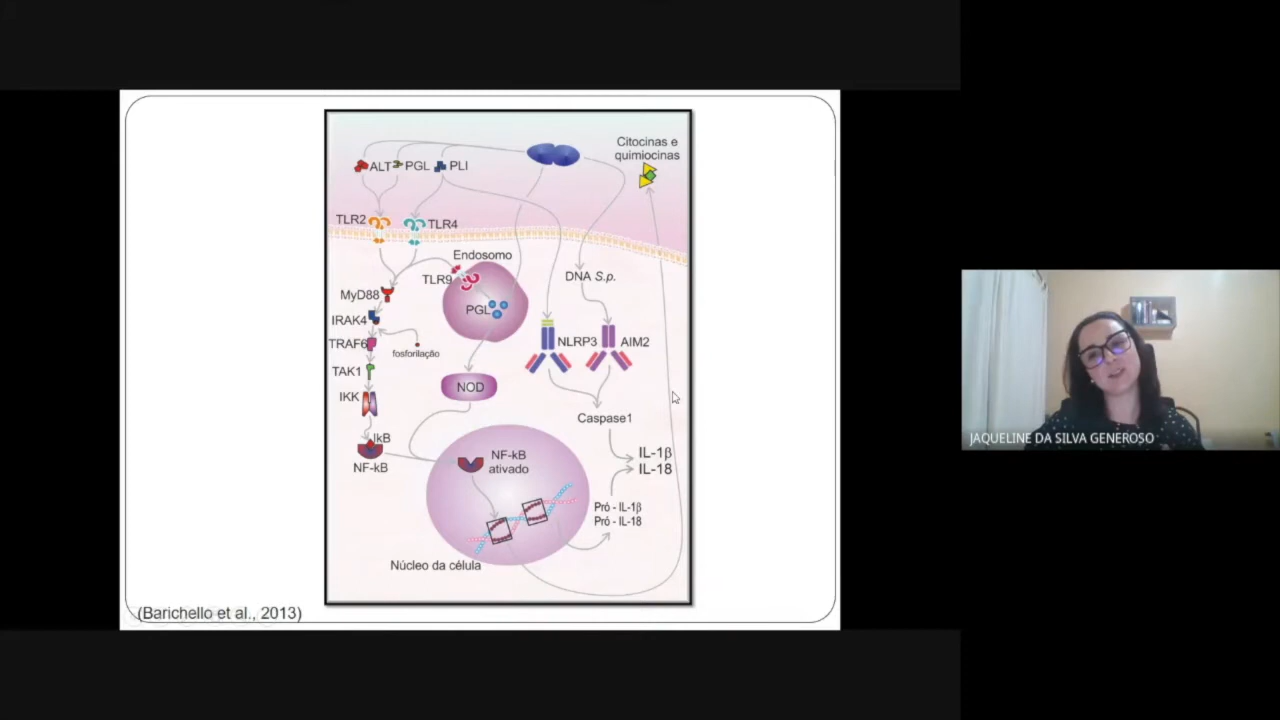 Citocinas e
quimiocinas
ALT
PGL
PLI
TLR2
TLR4
Endosomo
TLR9
DNA S.p.
MyD88
PGL
IRAK4
TRAF6
fosforilação
NLRP3
AIM2
TAK1
NOD
IKK
Caspase1
IkB
NF-kB
NF-kB
ativado
IL-1β
IL-18
Pró - IL-1β
Pró - IL-18
Núcleo da célula
(Barichello et al., 2013)
JAQUELINE DA SILVA GENEROSO